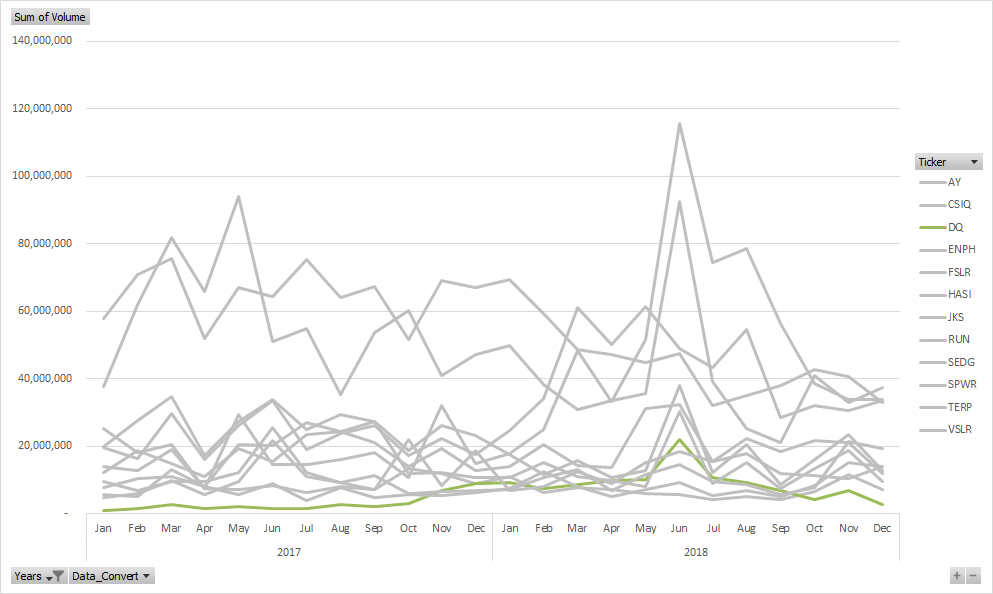 Sum of Volume
140,000,000
120,000,000
100,000,000
80,000,000
60,000,000
40,000,000
20,000,000
-
Jan Feb Mar Apr May Jun Jul Aug Sep Oct Nov Dec Jan Feb Mar Apr May Jun Jul Aug Sep Oct Nov Dec
2017 2018
Ticker
AY
CSIQ
DQ
ENPH
FSLR
HASI
JKS
RUN
SEDG
SPWR
TERP
VSLR
Years Data_Convert
+ −